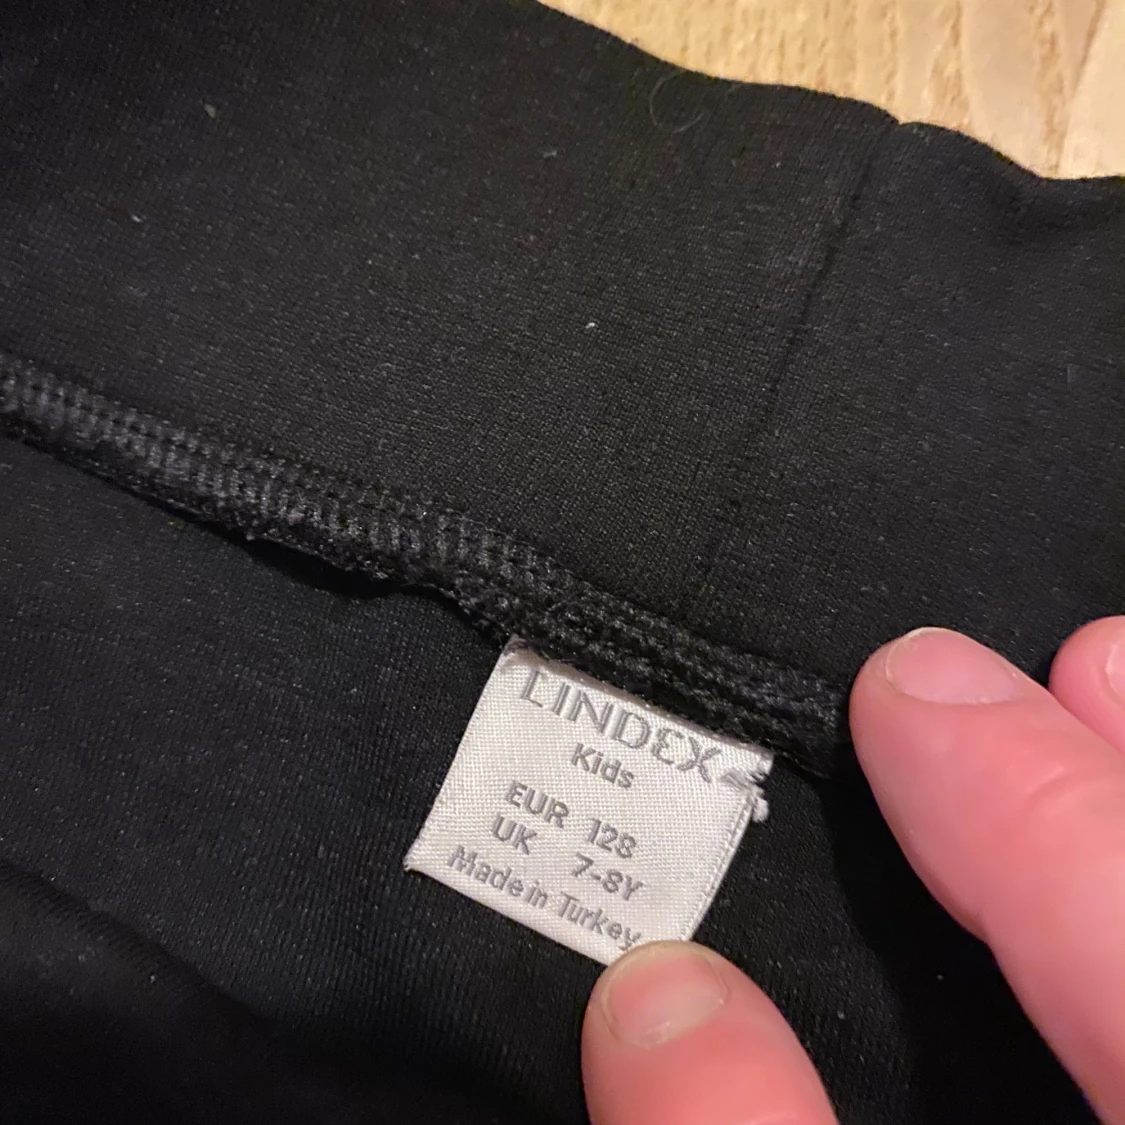 LINDEX
Kids
EUR 128
UK 7-8Y
Made in Turkey